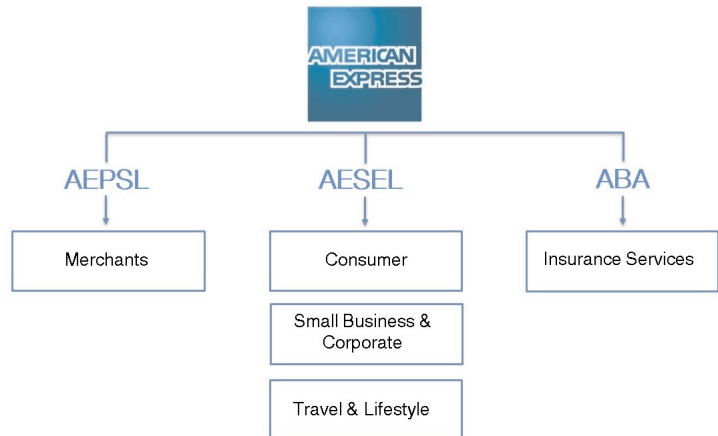 AMERICAN
EXPRESS
AEPSL
AESEL
ABA
Merchants
Consumer
Insurance Services
Small Business &
Corporate
Travel & Lifestyle